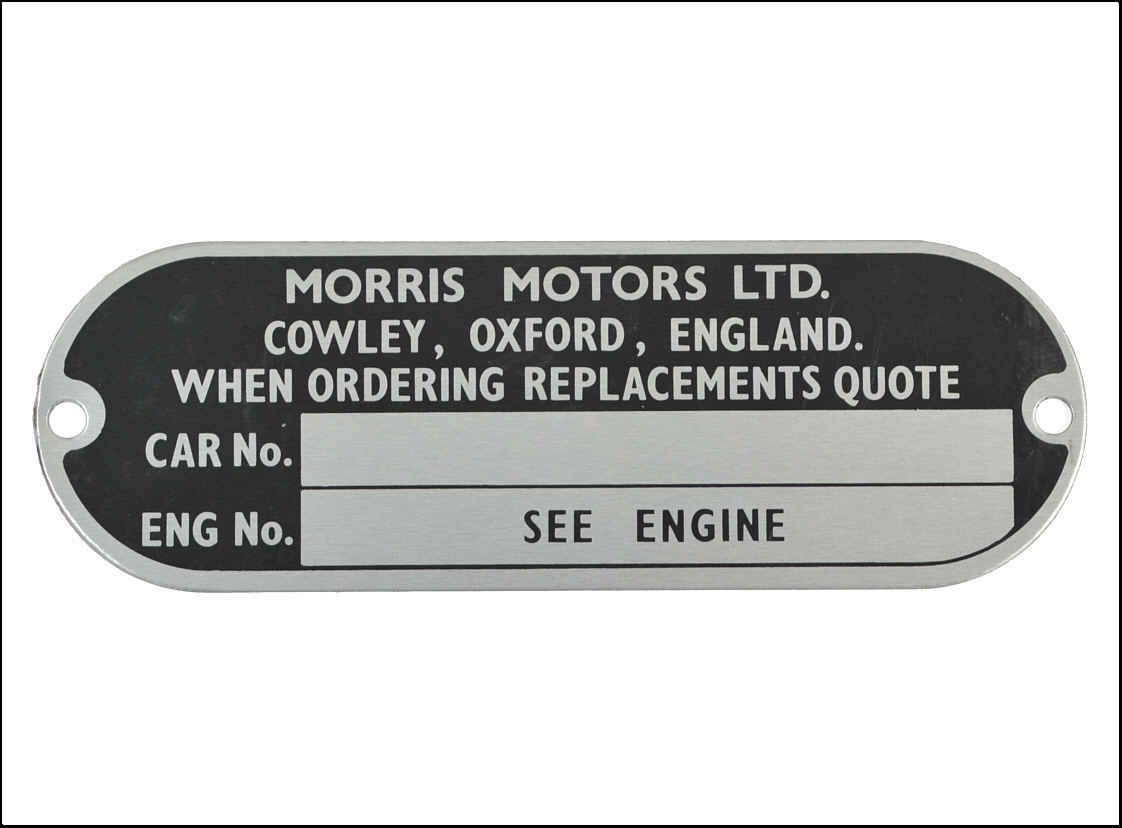 MORRIS MOTORS LTD.
COWLEY, OXFORD, ENGLAND.
WHEN ORDERING REPLACEMENTS QUOTE
CAR No.
ENG No. SEE ENGINE